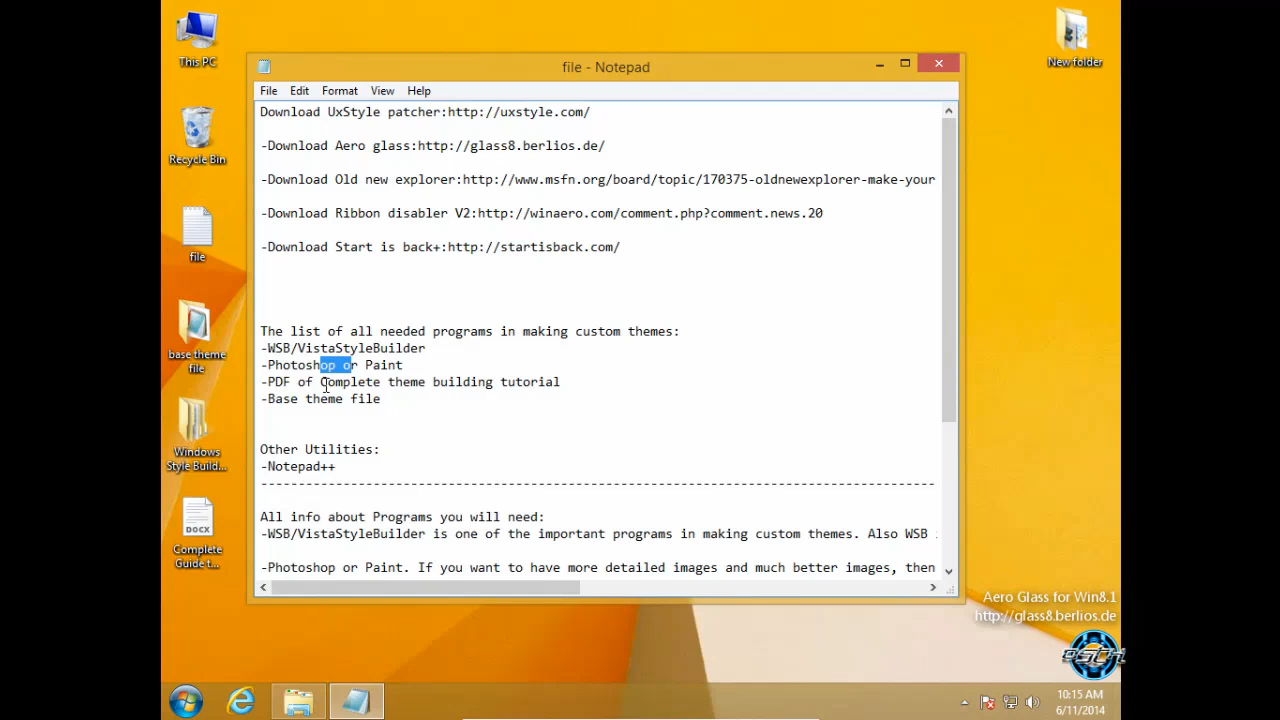 This PC
New folder
file - Notepad
File Edit Format View Help
Download UxStyle patcher:http://uxstyle.com/
-Download Aero glass:http://glass8.berlios.de/
-Download Old new explorer:http://www.msfn.org/board/topic/170375-oldnewexplorer-make-your
-Download Ribbon disabler V2:http://winaero.com/comment.php?comment.news.20
-Download Start is back+:http://startisback.com/
The list of all needed programs in making custom themes:
-WSB/VistaStyleBuilder
-Photoshop or Paint
-PDF of Complete theme building tutorial
-Base theme file
Other Utilities:
-Notepad++
------------------------------------------------------------------------------------------
All info about Programs you will need:
-WSB/VistaStyleBuilder is one of the important programs in making custom themes. Also WSB
-Photoshop or Paint. If you want to have more detailed images and much better images, then
Recycle Bin
file
base theme
file
Windows
Style Build...
DOCX
Complete
Guide t...
Aero Glass for Win8.1
http://glass8.berlios.de
10:15 AM
6/11/2014